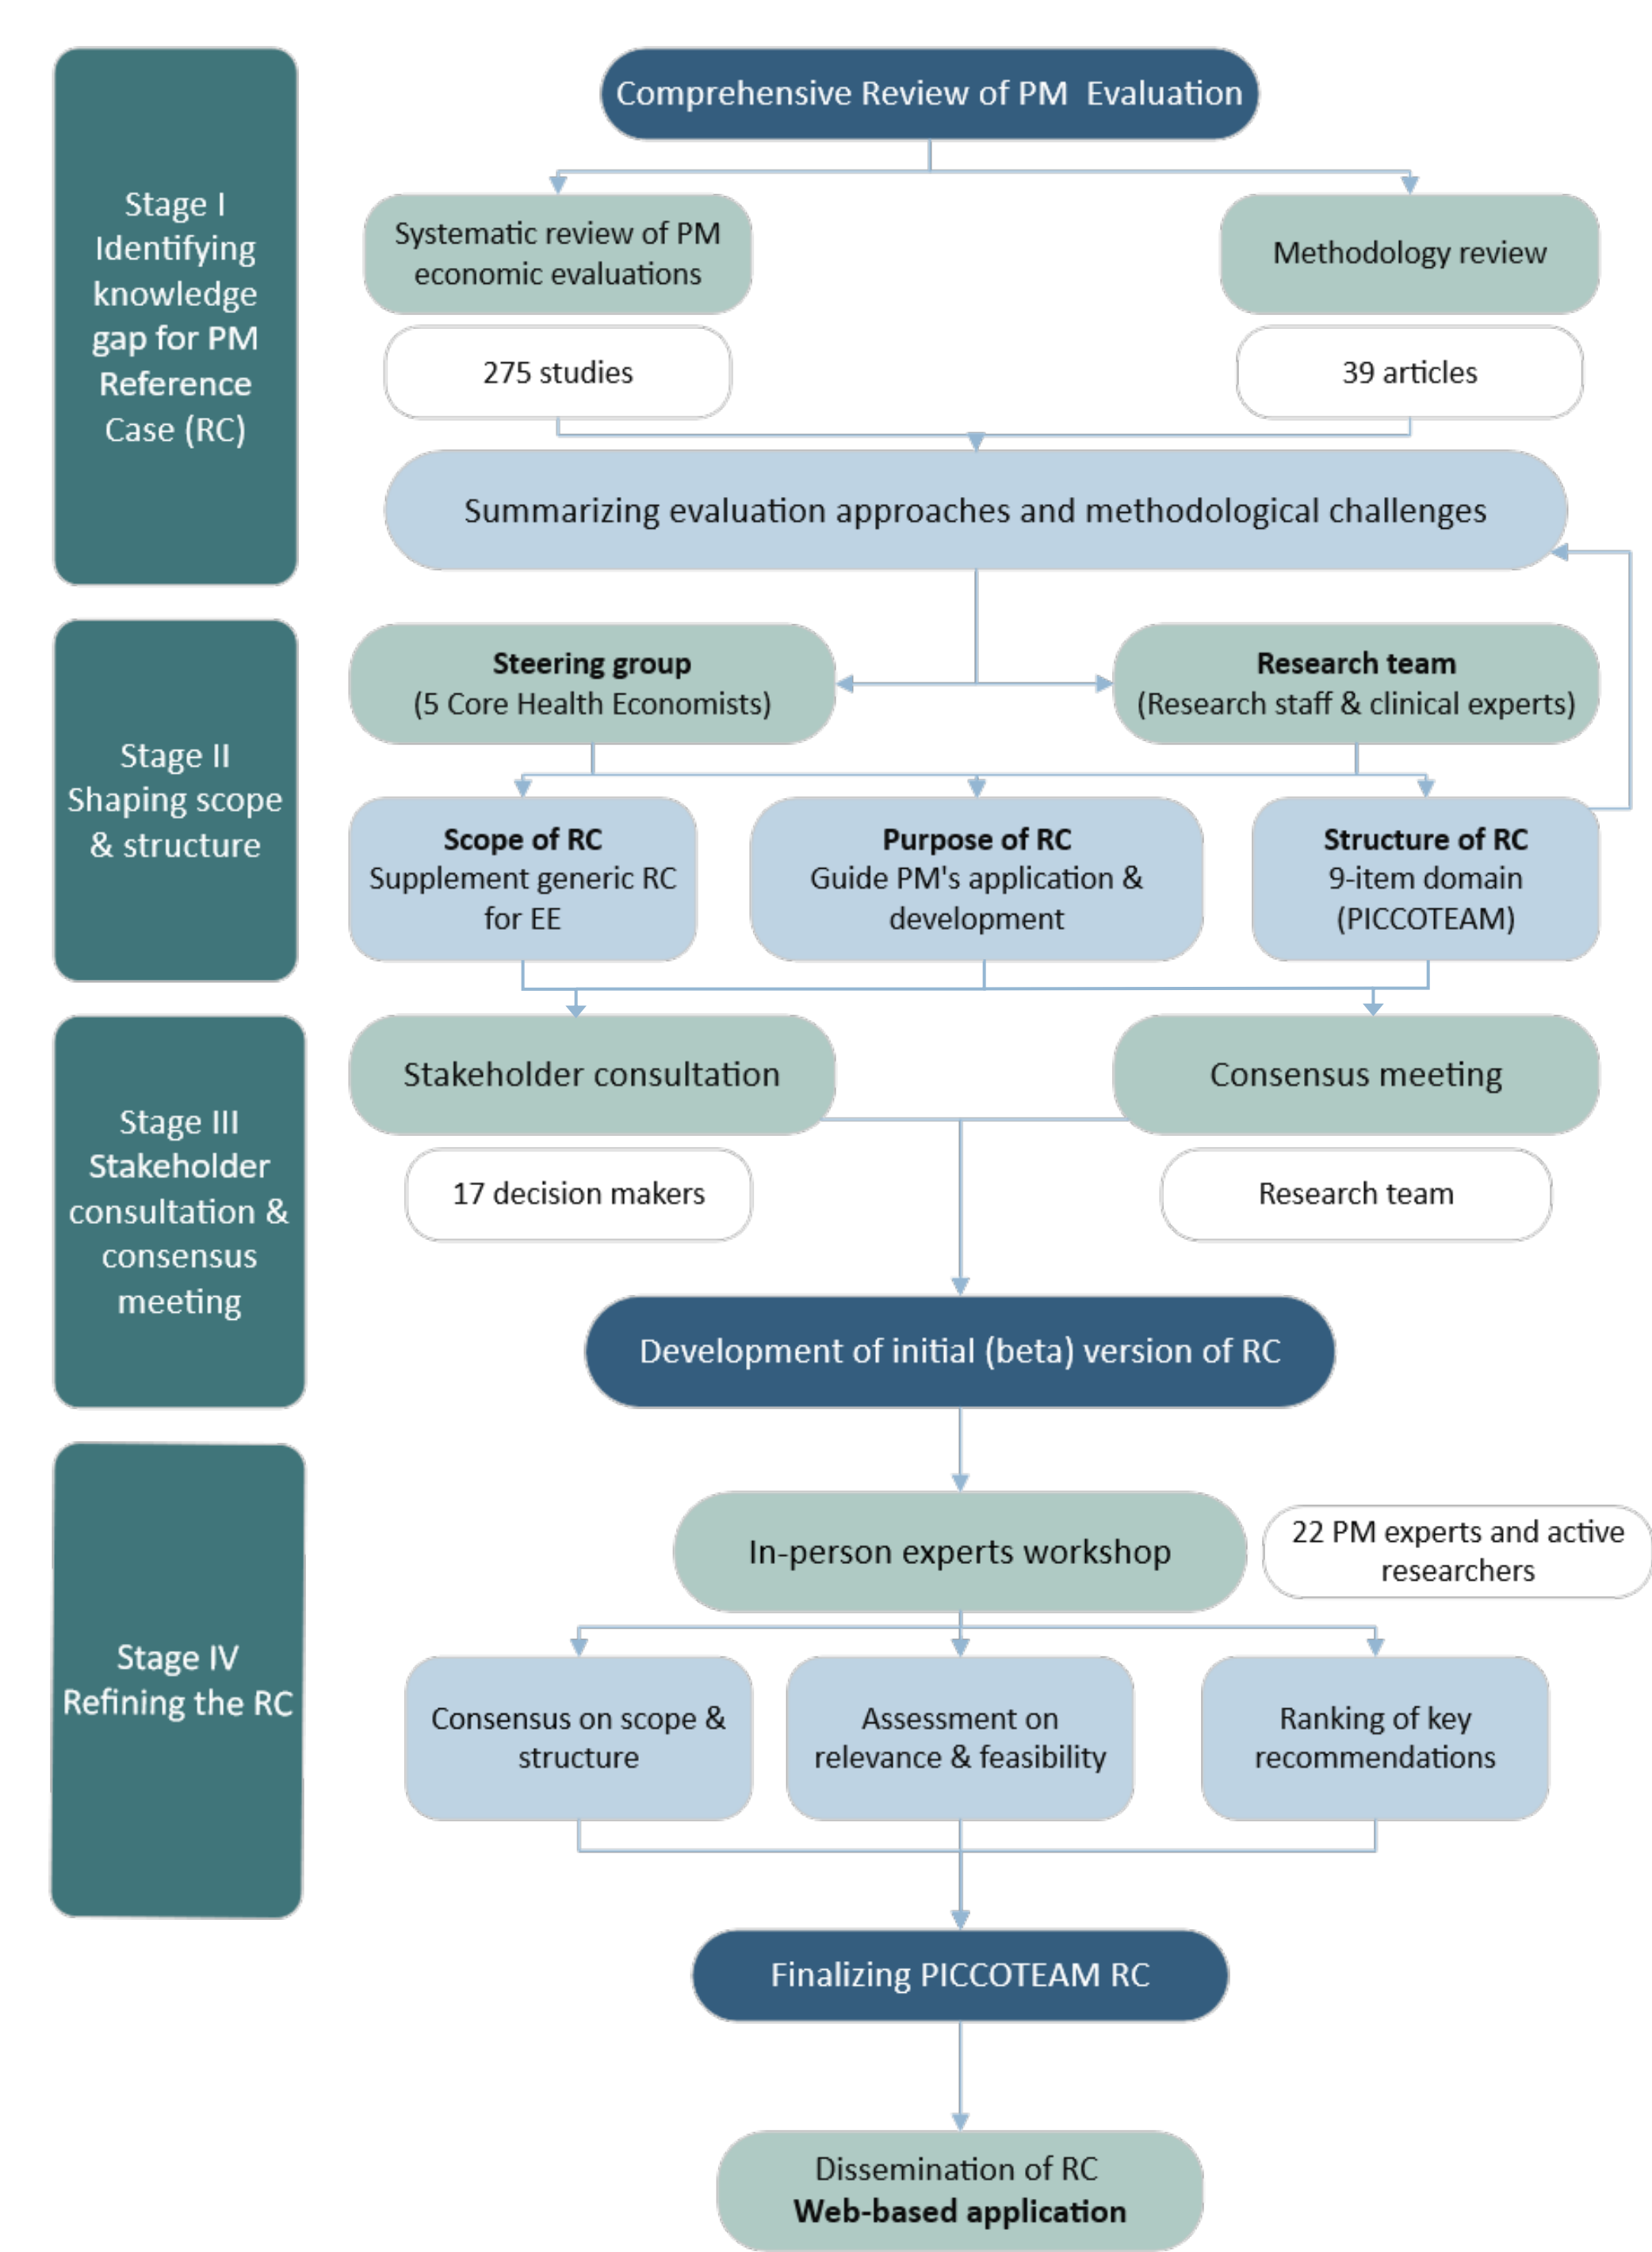 Stage I
Identifying
knowledge
gap for PM
Reference
Case (RC)
Comprehensive Review of PM Evaluation
Systematic review of PM
economic evaluations
Methodology review
275 studies
39 articles
Summarizing evaluation approaches and methodological challenges
Stage II
Shaping scope
& structure
Steering group
(5 Core Health Economists)
Research team
(Research staff & clinical experts)
Scope of RC
Supplement generic RC
for EE
Purpose of RC
Guide PM's application &
development
Structure of RC
9-item domain
(PICCOTEAM)
Stage III
Stakeholder
consultation &
consensus
meeting
Stakeholder consultation
Consensus meeting
17 decision makers
Research team
Development of initial (beta) version of RC
Stage IV
Refining the RC
In-person experts workshop
22 PM experts and active
researchers
Consensus on scope &
structure
Assessment on
relevance & feasibility
Ranking of key
recommendations
Finalizing PICCOTEAM RC
Dissemination of RC
Web-based application